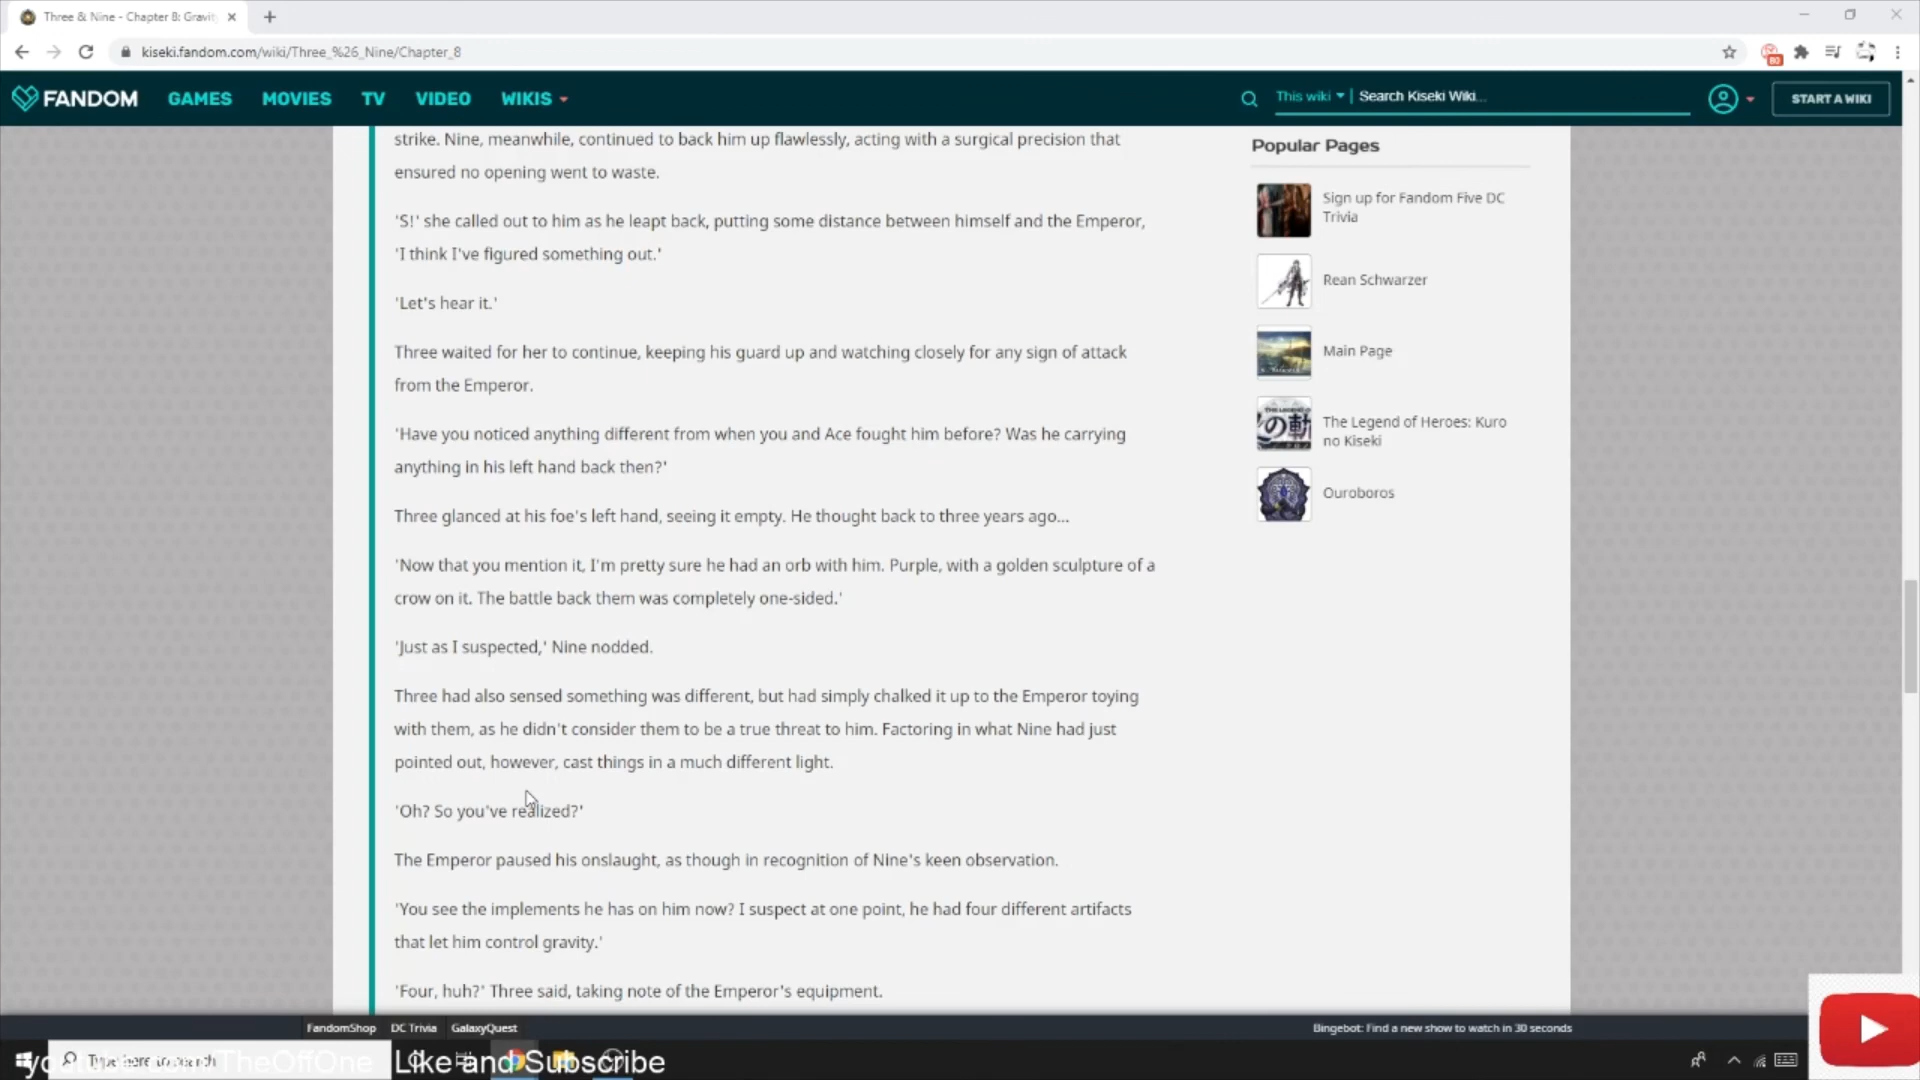 Three & Nine - Chapter 8: Gravit
kiseki.fandom.com/wiki/Three_%26_Nine/Chapter_8
80
FANDOM GAMES MOVIES TV VIDEO WIKIS This wiki Search Kiseki Wiki... START A WIKI
strike. Nine, meanwhile, continued to back him up flawlessly, acting with a surgical precision that
ensured no opening went to waste.
'S!' she called out to him as he leapt back, putting some distance between himself and the Emperor,
'I think I've figured something out.'
'Let's hear it.'
Three waited for her to continue, keeping his guard up and watching closely for any sign of attack
from the Emperor.
'Have you noticed anything different from when you and Ace fought him before? Was he carrying
anything in his left hand back then?'
Three glanced at his foe's left hand, seeing it empty. He thought back to three years ago...
'Now that you mention it, I'm pretty sure he had an orb with him. Purple, with a golden sculpture of a
crow on it. The battle back them was completely one-sided.'
'Just as I suspected,' Nine nodded.
Three had also sensed something was different, but had simply chalked it up to the Emperor toying
with them, as he didn't consider them to be a true threat to him. Factoring in what Nine had just
pointed out, however, cast things in a much different light.
'Oh? So you've realized?'
The Emperor paused his onslaught, as though in recognition of Nine's keen observation.
'You see the implements he has on him now? I suspect at one point, he had four different artifacts
that let him control gravity.'
'Four, huh?' Three said, taking note of the Emperor's equipment.
Popular Pages
Sign up for Fandom Five DC
Trivia
Rean Schwarzer
Main Page
The Legend of Heroes: Kuro
no Kiseki
Ouroboros
FandomShop DC Trivia GalaxyQuest Bingebot: Find a new show to watch in 30 seconds
Type here to search
youtube.com/TheOffOne Like and Subscribe